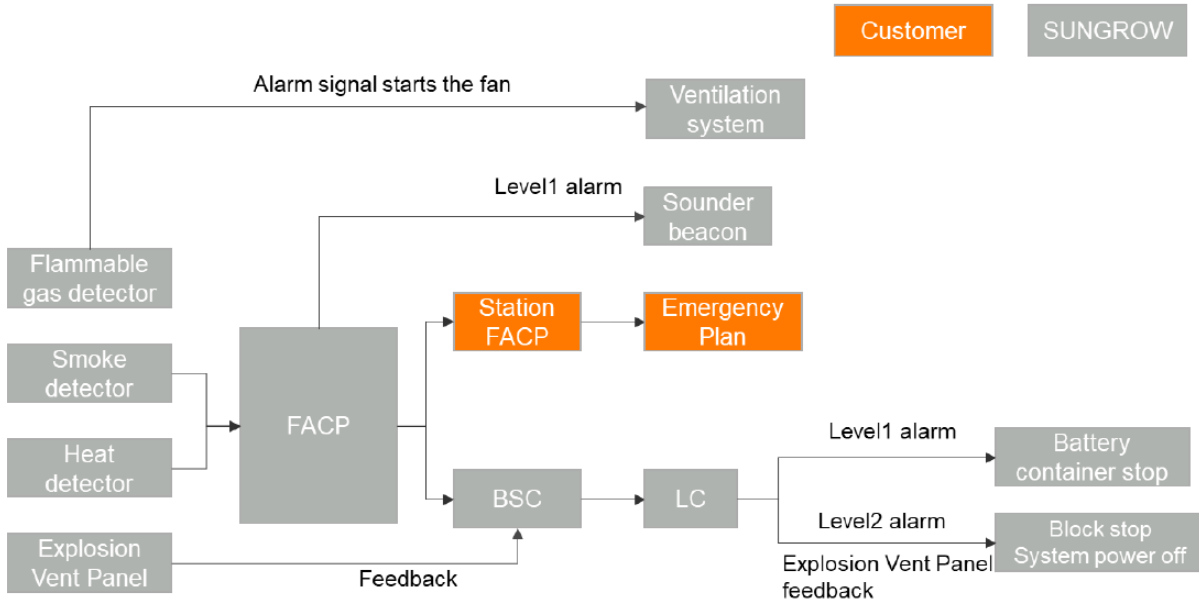 Customer
SUNGROW
Alarm signal starts the fan
Ventilation
system
Level1 alarm
Sounder
beacon
Flammable
gas detector
Station
FACP
Emergency
Plan
Smoke
detector
FACP
Heat
detector
Level1 alarm
Battery
container stop
BSC
LC
Level2 alarm
Block stop
System power off
Explosion
Vent Panel
Feedback
Explosion Vent Panel
feedback